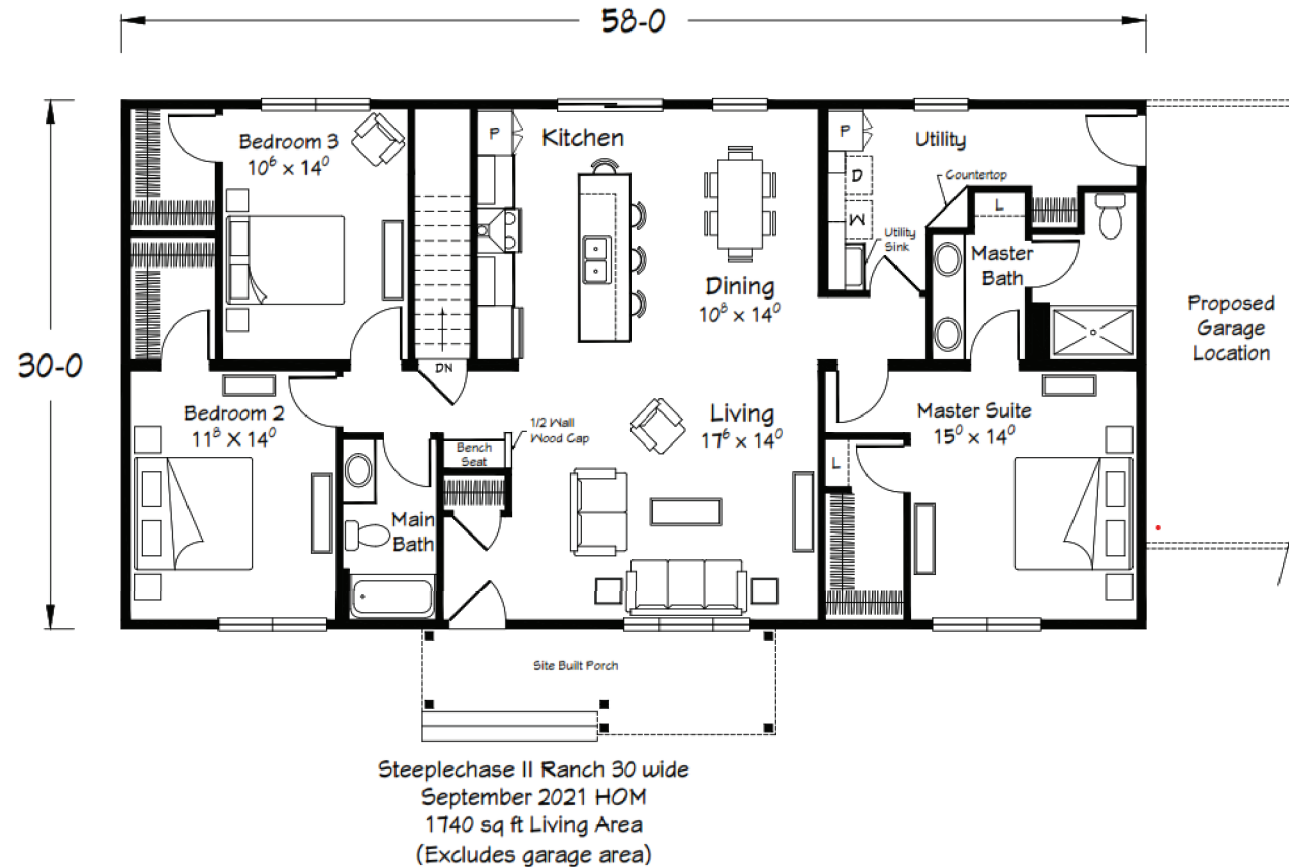 58-0
30-0
Bedroom 3
10⁶ x 14⁰
P
Kitchen
P
Utility
D
Countertop
W
L
Utility
Sink
Master
Bath
Dining
10⁸ x 14⁰
Proposed
Garage
Location
DN
Bedroom 2
11⁸ X 14⁰
1/2 Wall
Wood Cap
Living
17⁶ x 14⁰
Master Suite
15⁰ x 14⁰
Bench
Seat
L
Main
Bath
Site Built Porch
Steeplechase II Ranch 30 wide
September 2021 HOM
1740 sq ft Living Area
(Excludes garage area)